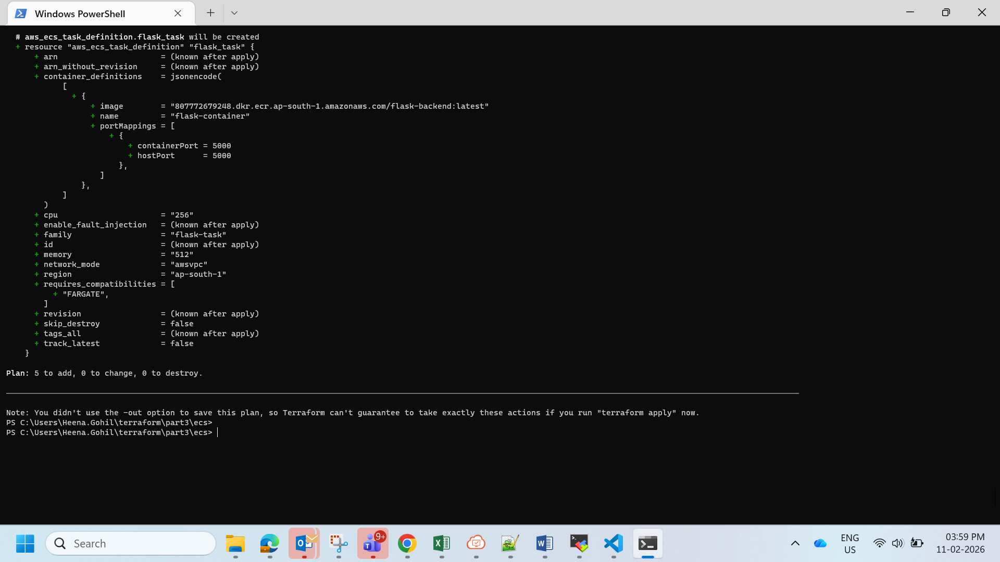 Windows PowerShell
# aws_ecs_task_definition.flask_task will be created
+ resource "aws_ecs_task_definition" "flask_task" {
+ arn = (known after apply)
+ arn_without_revision = (known after apply)
+ container_definitions = jsonencode(
[
+ {
+ image = "807772679248.dkr.ecr.ap-south-1.amazonaws.com/flask-backend:latest"
+ name = "flask-container"
+ portMappings = [
+ {
+ containerPort = 5000
+ hostPort = 5000
},
]
},
]
)
+ cpu = "256"
+ enable_fault_injection = (known after apply)
+ family = "flask-task"
+ id = (known after apply)
+ memory = "512"
+ network_mode = "awsvpc"
+ region = "ap-south-1"
+ requires_compatibilities = [
+ "FARGATE",
]
+ revision = (known after apply)
+ skip_destroy = false
+ tags_all = (known after apply)
+ track_latest = false
}
Plan: 5 to add, 0 to change, 0 to destroy.
Note: You didn't use the -out option to save this plan, so Terraform can't guarantee to take exactly these actions if you run "terraform apply" now.
PS C:\Users\Heena.Gohil\terraform\part3\ecs>
PS C:\Users\Heena.Gohil\terraform\part3\ecs>
Search
9+
ENG
US
03:59 PM
11-02-2026